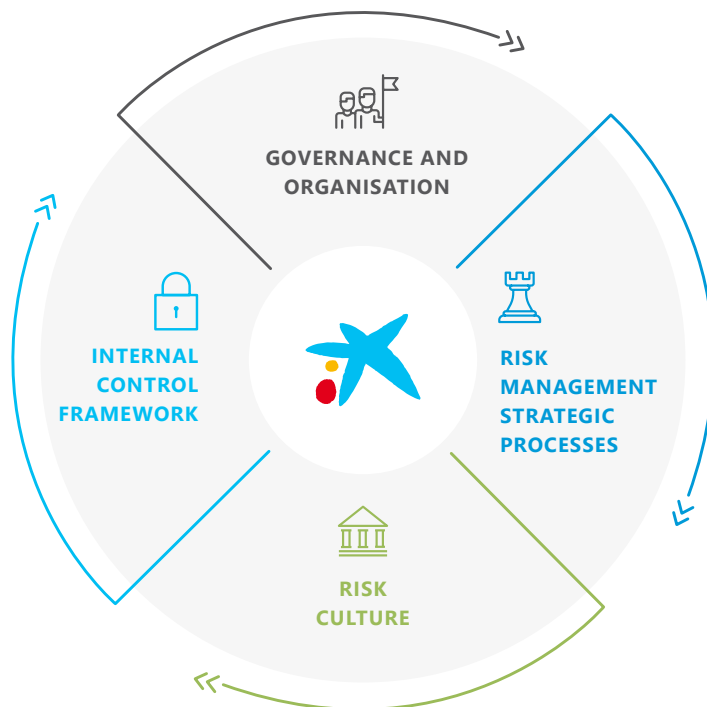 GOVERNANCE AND
ORGANISATION
INTERNAL
CONTROL
FRAMEWORK
RISK
MANAGEMENT
STRATEGIC
PROCESSES
RISK
CULTURE